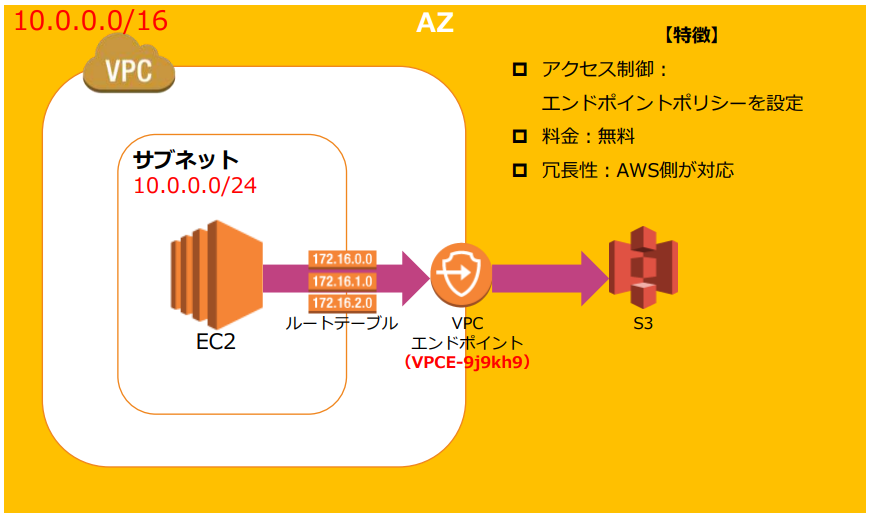 10.0.0.0/16
AZ
VPC
【特徴】
アクセス制御：
エンドポイントポリシーを設定
料金：無料
冗長性：AWS側が対応
サブネット
10.0.0.0/24
172.16.0.0
172.16.1.0
172.16.2.0
EC2
ルートテーブル
VPC
エンドポイント
（VPCE-9j9kh9）
S3